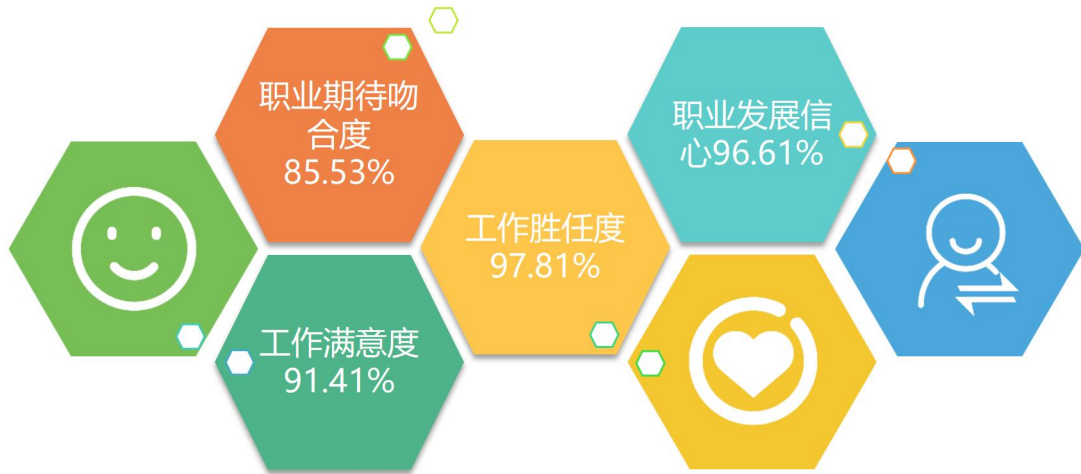 职业期待吻
合度
85.53%
工作满意度
91.41%
工作胜任度
97.81%
职业发展信
心96.61%